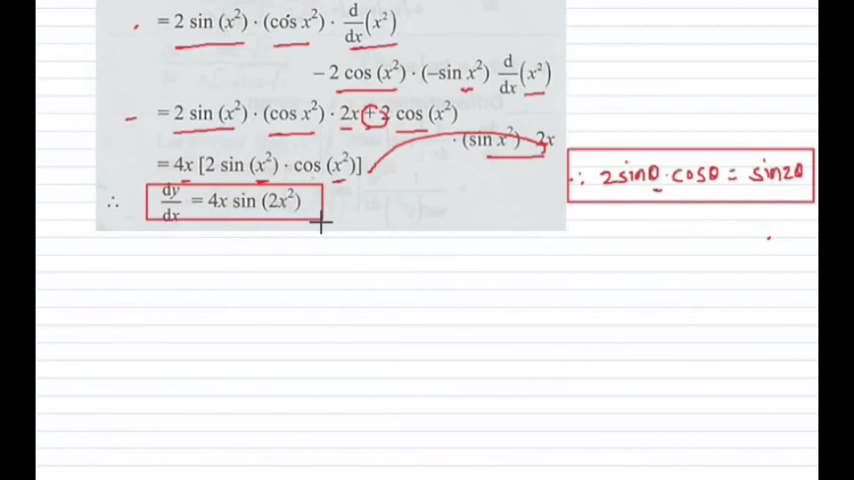 = 2 sin (x²) · (cos x²) · d/dx (x²)
− 2 cos (x²) · (−sin x²) d/dx (x²)
= 2 sin (x²) · (cos x²) · 2x + 2 cos (x²)
· (sin x²) 2x
= 4x [2 sin (x²) · cos (x²)]
∴ 2sinθ · cosθ = sin2θ
∴ dy/dx = 4x sin (2x²)